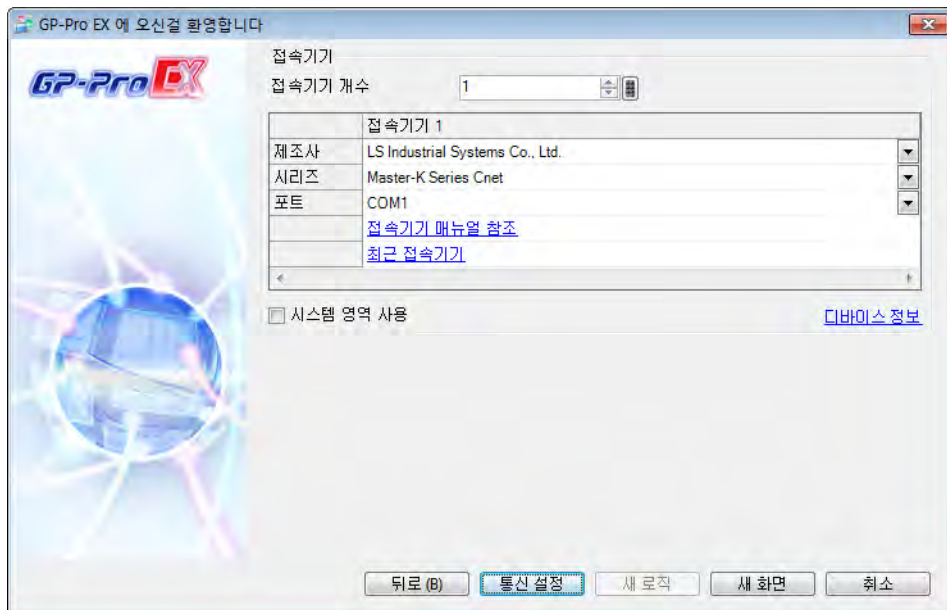 GP-Pro EX 에 오신걸 환영합니다
GP-Pro EX
접속기기
접속기기 개수 1
접속기기 1
제조사 LS Industrial Systems Co., Ltd.
시리즈 Master-K Series Cnet
포트 COM1
접속기기 매뉴얼 참조
최근 접속기기
시스템 영역 사용 디바이스 정보
뒤로 (B) 통신 설정 새 로직 새 화면 취소